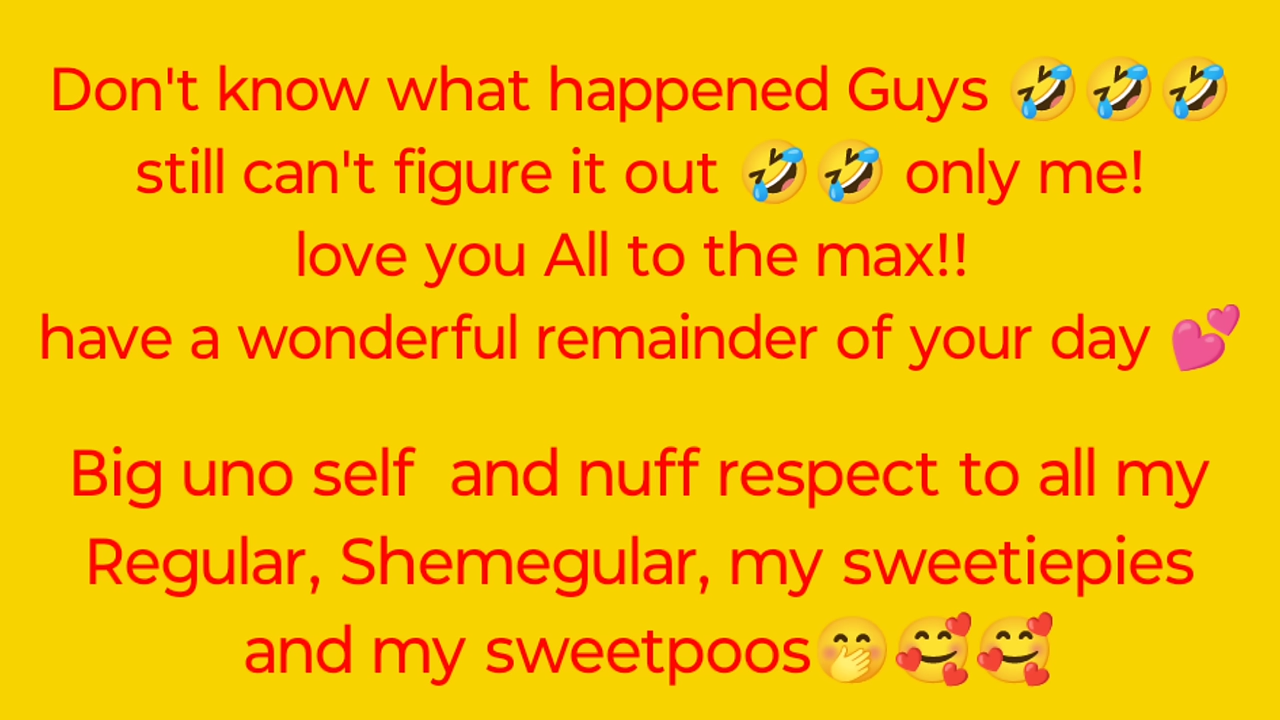 Don't know what happened Guys 🤣🤣🤣
still can't figure it out 🤣🤣 only me!
love you All to the max!!
have a wonderful remainder of your day 💕
Big uno self  and nuff respect to all my
Regular, Shemegular, my sweetiepies
and my sweetpoos🤭🥰🥰